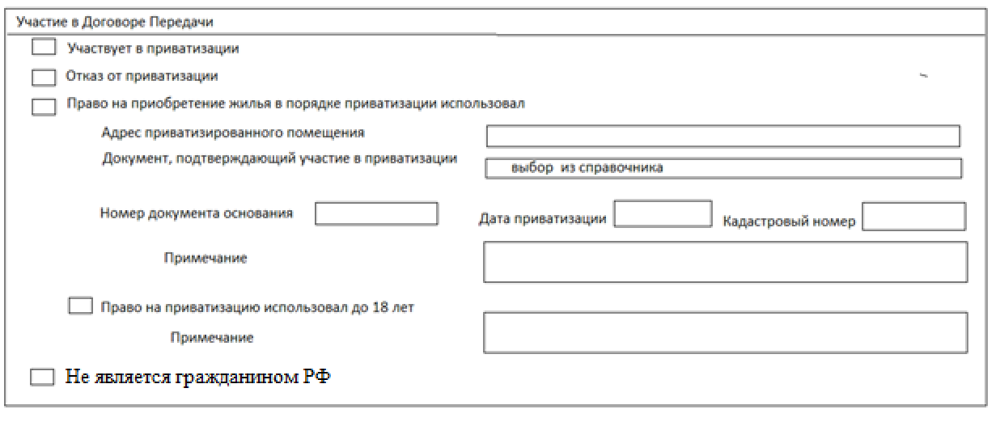 Участие в Договоре Передачи
Участвует в приватизации
Отказ от приватизации
Право на приобретение жилья в порядке приватизации использовал
Адрес приватизированного помещения
Документ, подтверждающий участие в приватизации
выбор из справочника
Номер документа основания
Дата приватизации
Кадастровый номер
Примечание
Право на приватизацию использовал до 18 лет
Примечание
Не является гражданином РФ